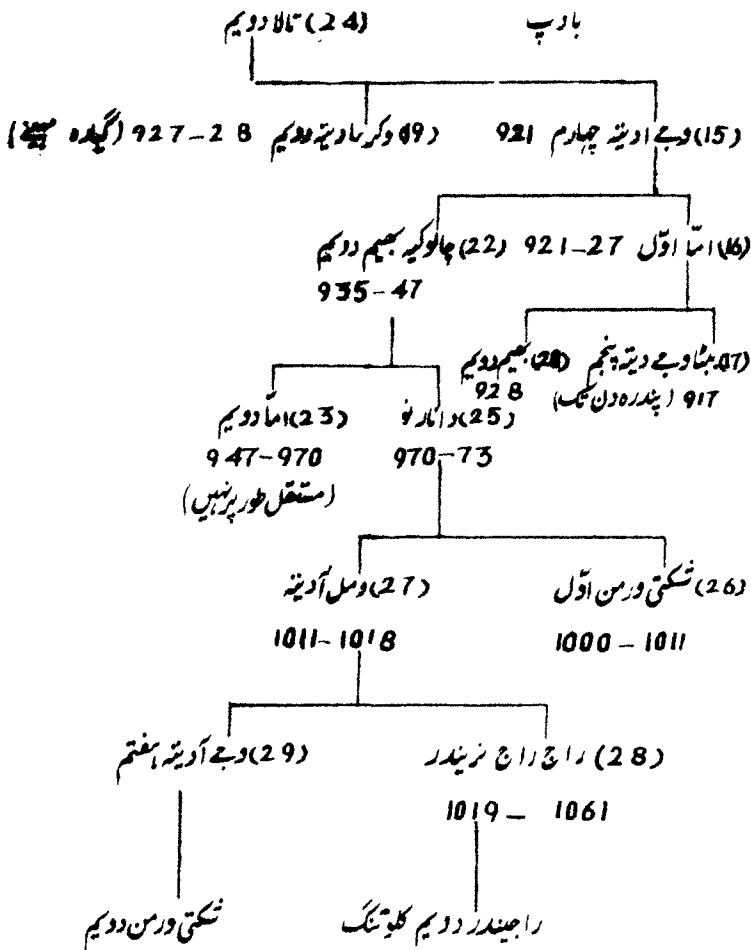 بادپ (24) تالا دویم
(15) وجے ادیتہ چہارم 921 (19) وکرمادیتہ دویم 927-28 (گیارہ مہینے)
(16) امّا اوّل 921-27 (22) چالوکیہ بھیم دویم
935-47
(17) بیٹا وجے دیتہ پنجم (20) بھیم دویم
917 (پندرہ دن تک) 928
(25) دانارنو (23) امّا دویم
970-73 947-970
(مستقل طور پر نہیں)
(26) شکتی ورمن اوّل (27) ومل آدیتہ
1000 - 1011 1011-1018
(28) راج راج نریندر (29) وجے آدیتہ ہفتم
1019 - 1061
راجیندر دویم کلوتنگ شکتی ورمن دویم